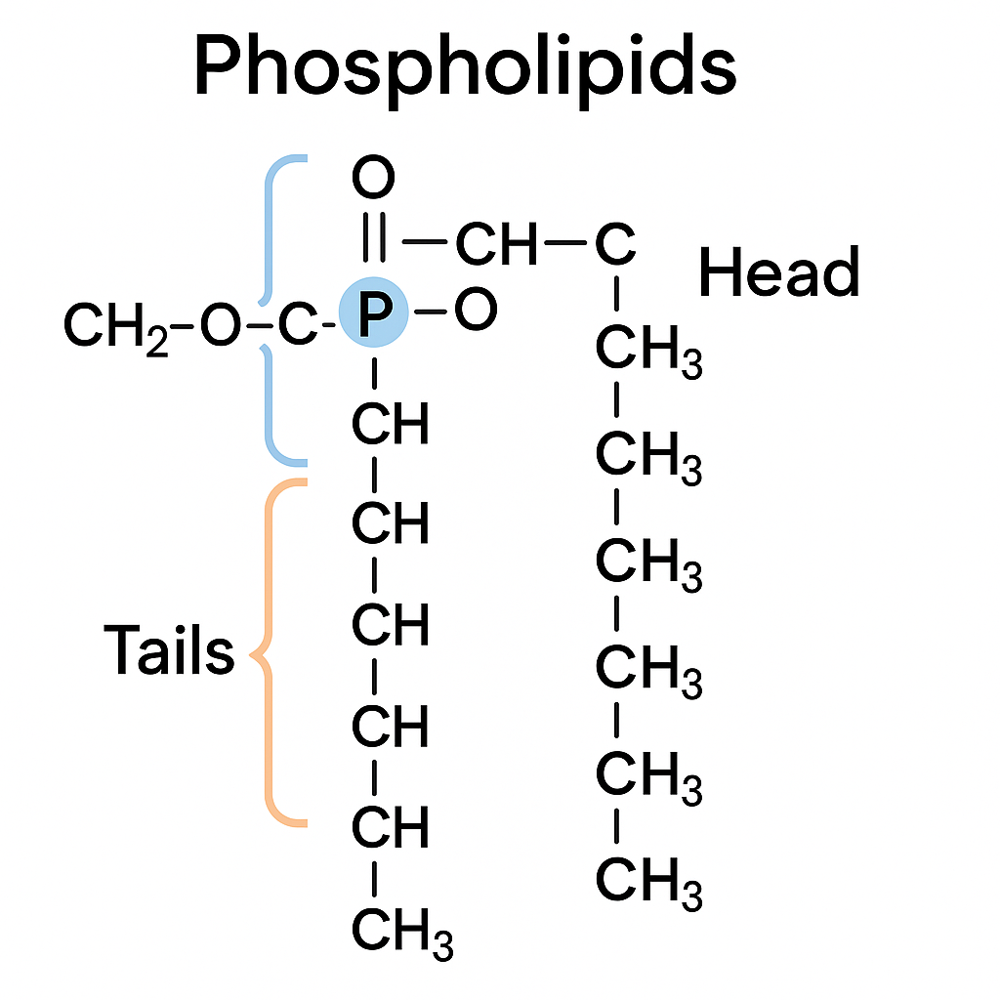 Phospholipids
O
||
—CH—C
Head
CH₂–O–C-P–O
CH₃
CH
CH₃
CH
CH₃
Tails
CH
CH₃
CH
CH₃
CH
CH₃
CH₃